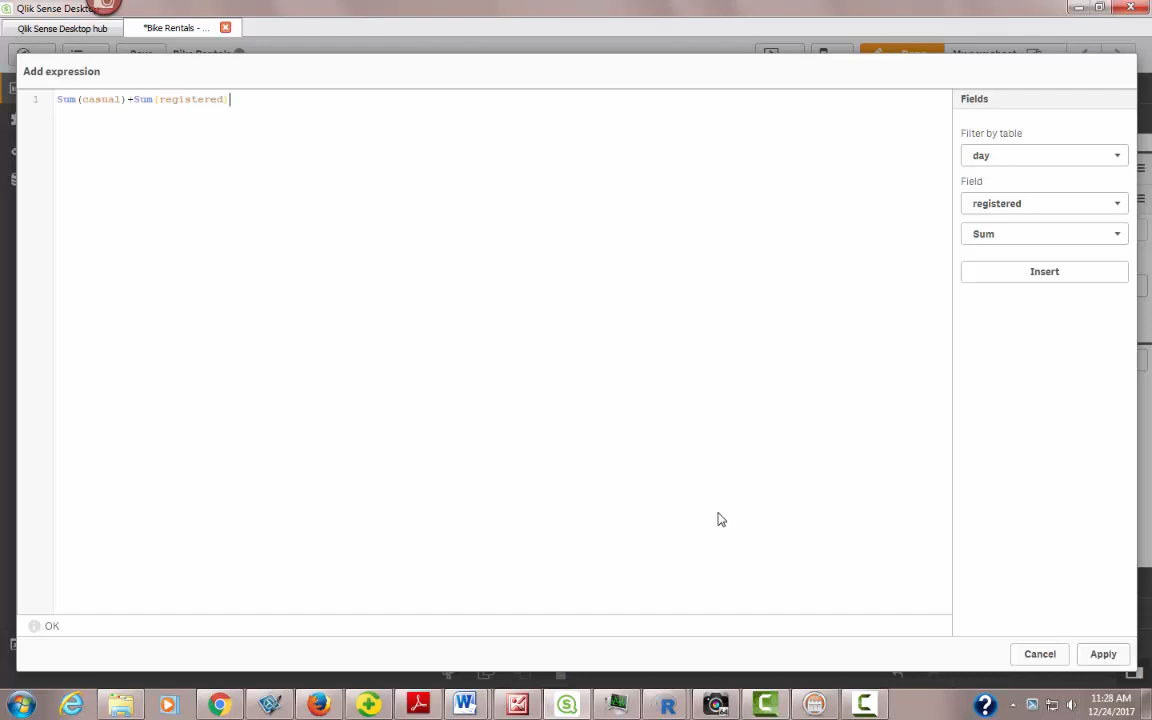 Qlik Sense Desktop
Qlik Sense Desktop hub
*Bike Rentals - ...
Add expression
1 Sum(casual)+Sum(registered)
Fields
Filter by table
day
Field
registered
Sum
Insert
OK
Cancel
Apply
11:28 AM
12/24/2017